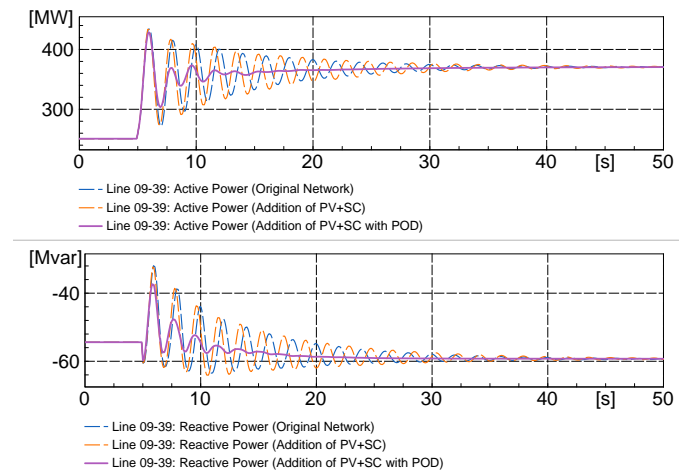 [MW]
400
300
0 10 20 30 40 [s] 50
Line 09-39: Active Power (Original Network)
Line 09-39: Active Power (Addition of PV+SC)
Line 09-39: Active Power (Addition of PV+SC with POD)
[Mvar]
-40
-60
0 10 20 30 40 [s] 50
Line 09-39: Reactive Power (Original Network)
Line 09-39: Reactive Power (Addition of PV+SC)
Line 09-39: Reactive Power (Addition of PV+SC with POD)